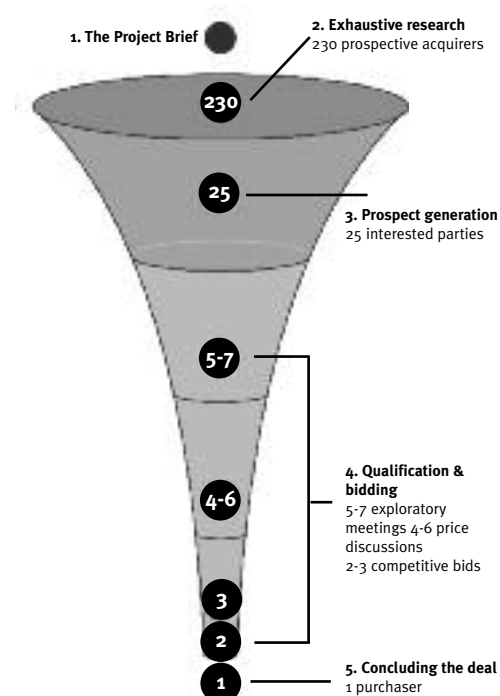 1. The Project Brief
2. Exhaustive research
230 prospective acquirers
230
25
3. Prospect generation
25 interested parties
5-7
4-6
4. Qualification &
bidding
5-7 exploratory
meetings 4-6 price
discussions
2-3 competitive bids
3
2
1
5. Concluding the deal
1 purchaser